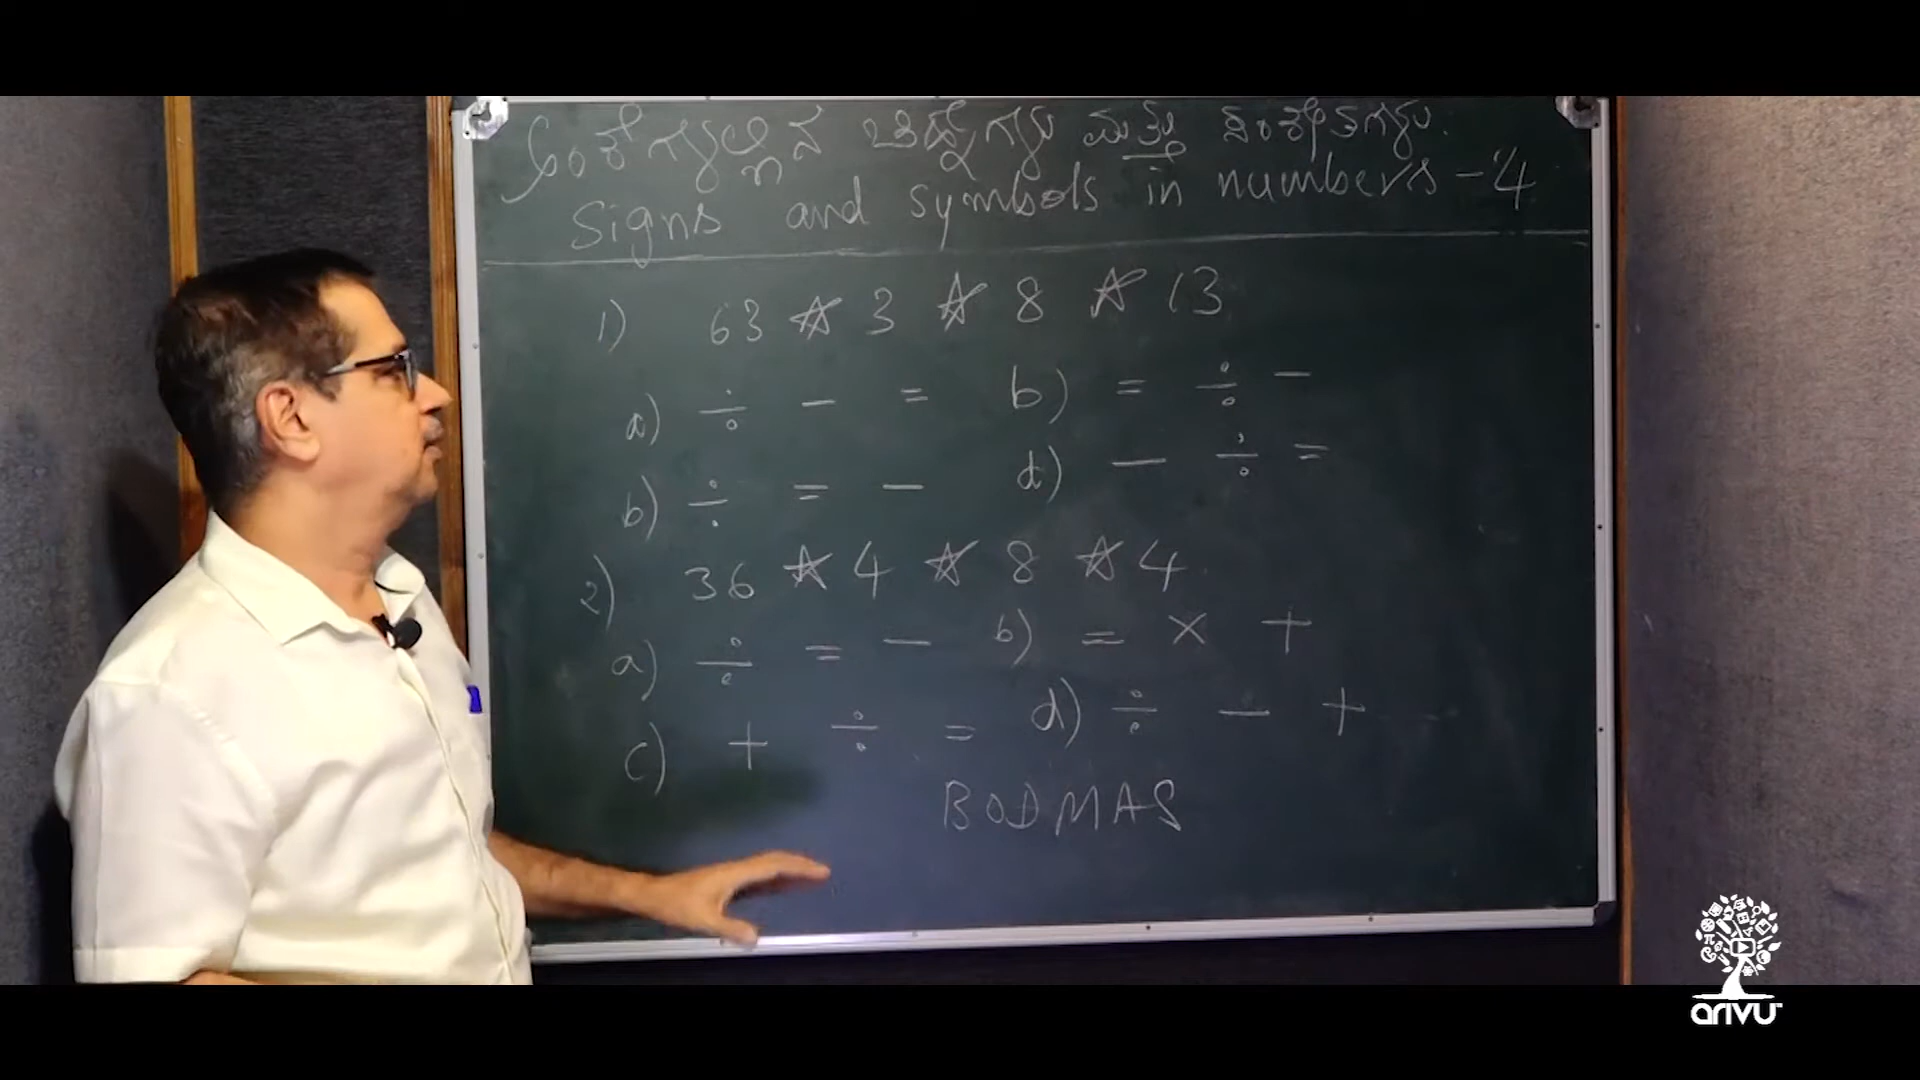 ಅಂಕಿಗಳಲ್ಲಿನ ಚಿಹ್ನೆಗಳು ಮತ್ತು ಸಂಕೇತಗಳು.
Signs and symbols in numbers - 4
1) 63 ☆ 3 ☆ 8 ☆ 13
a) ÷ − = b) = ÷ −
b) ÷ = − d) − ÷ =
2) 36 ☆ 4 ☆ 8 ☆ 4
a) ÷ = − b) = × +
c) + ÷ = d) ÷ − +
BODMAS
arivu